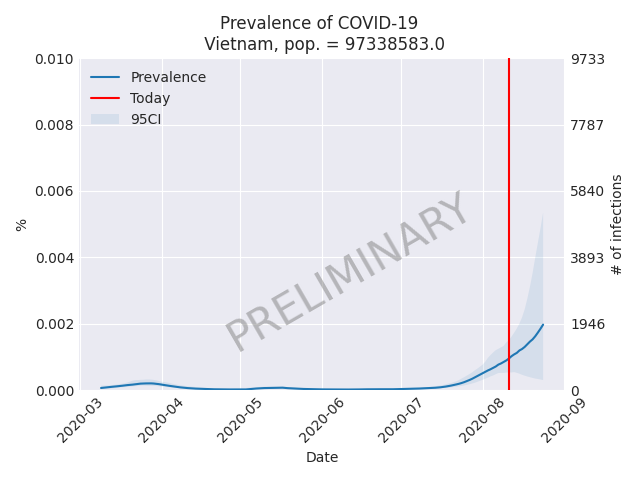 Prevalence of COVID-19
Vietnam, pop. = 97338583.0
0.010
0.008
0.006
0.004
0.002
0.000
%
Prevalence
Today
95CI
PRELIMINARY
9733
7787
5840
3893
1946
0
# of infections
2020-03
2020-04
2020-05
2020-06
2020-07
2020-08
2020-09
Date